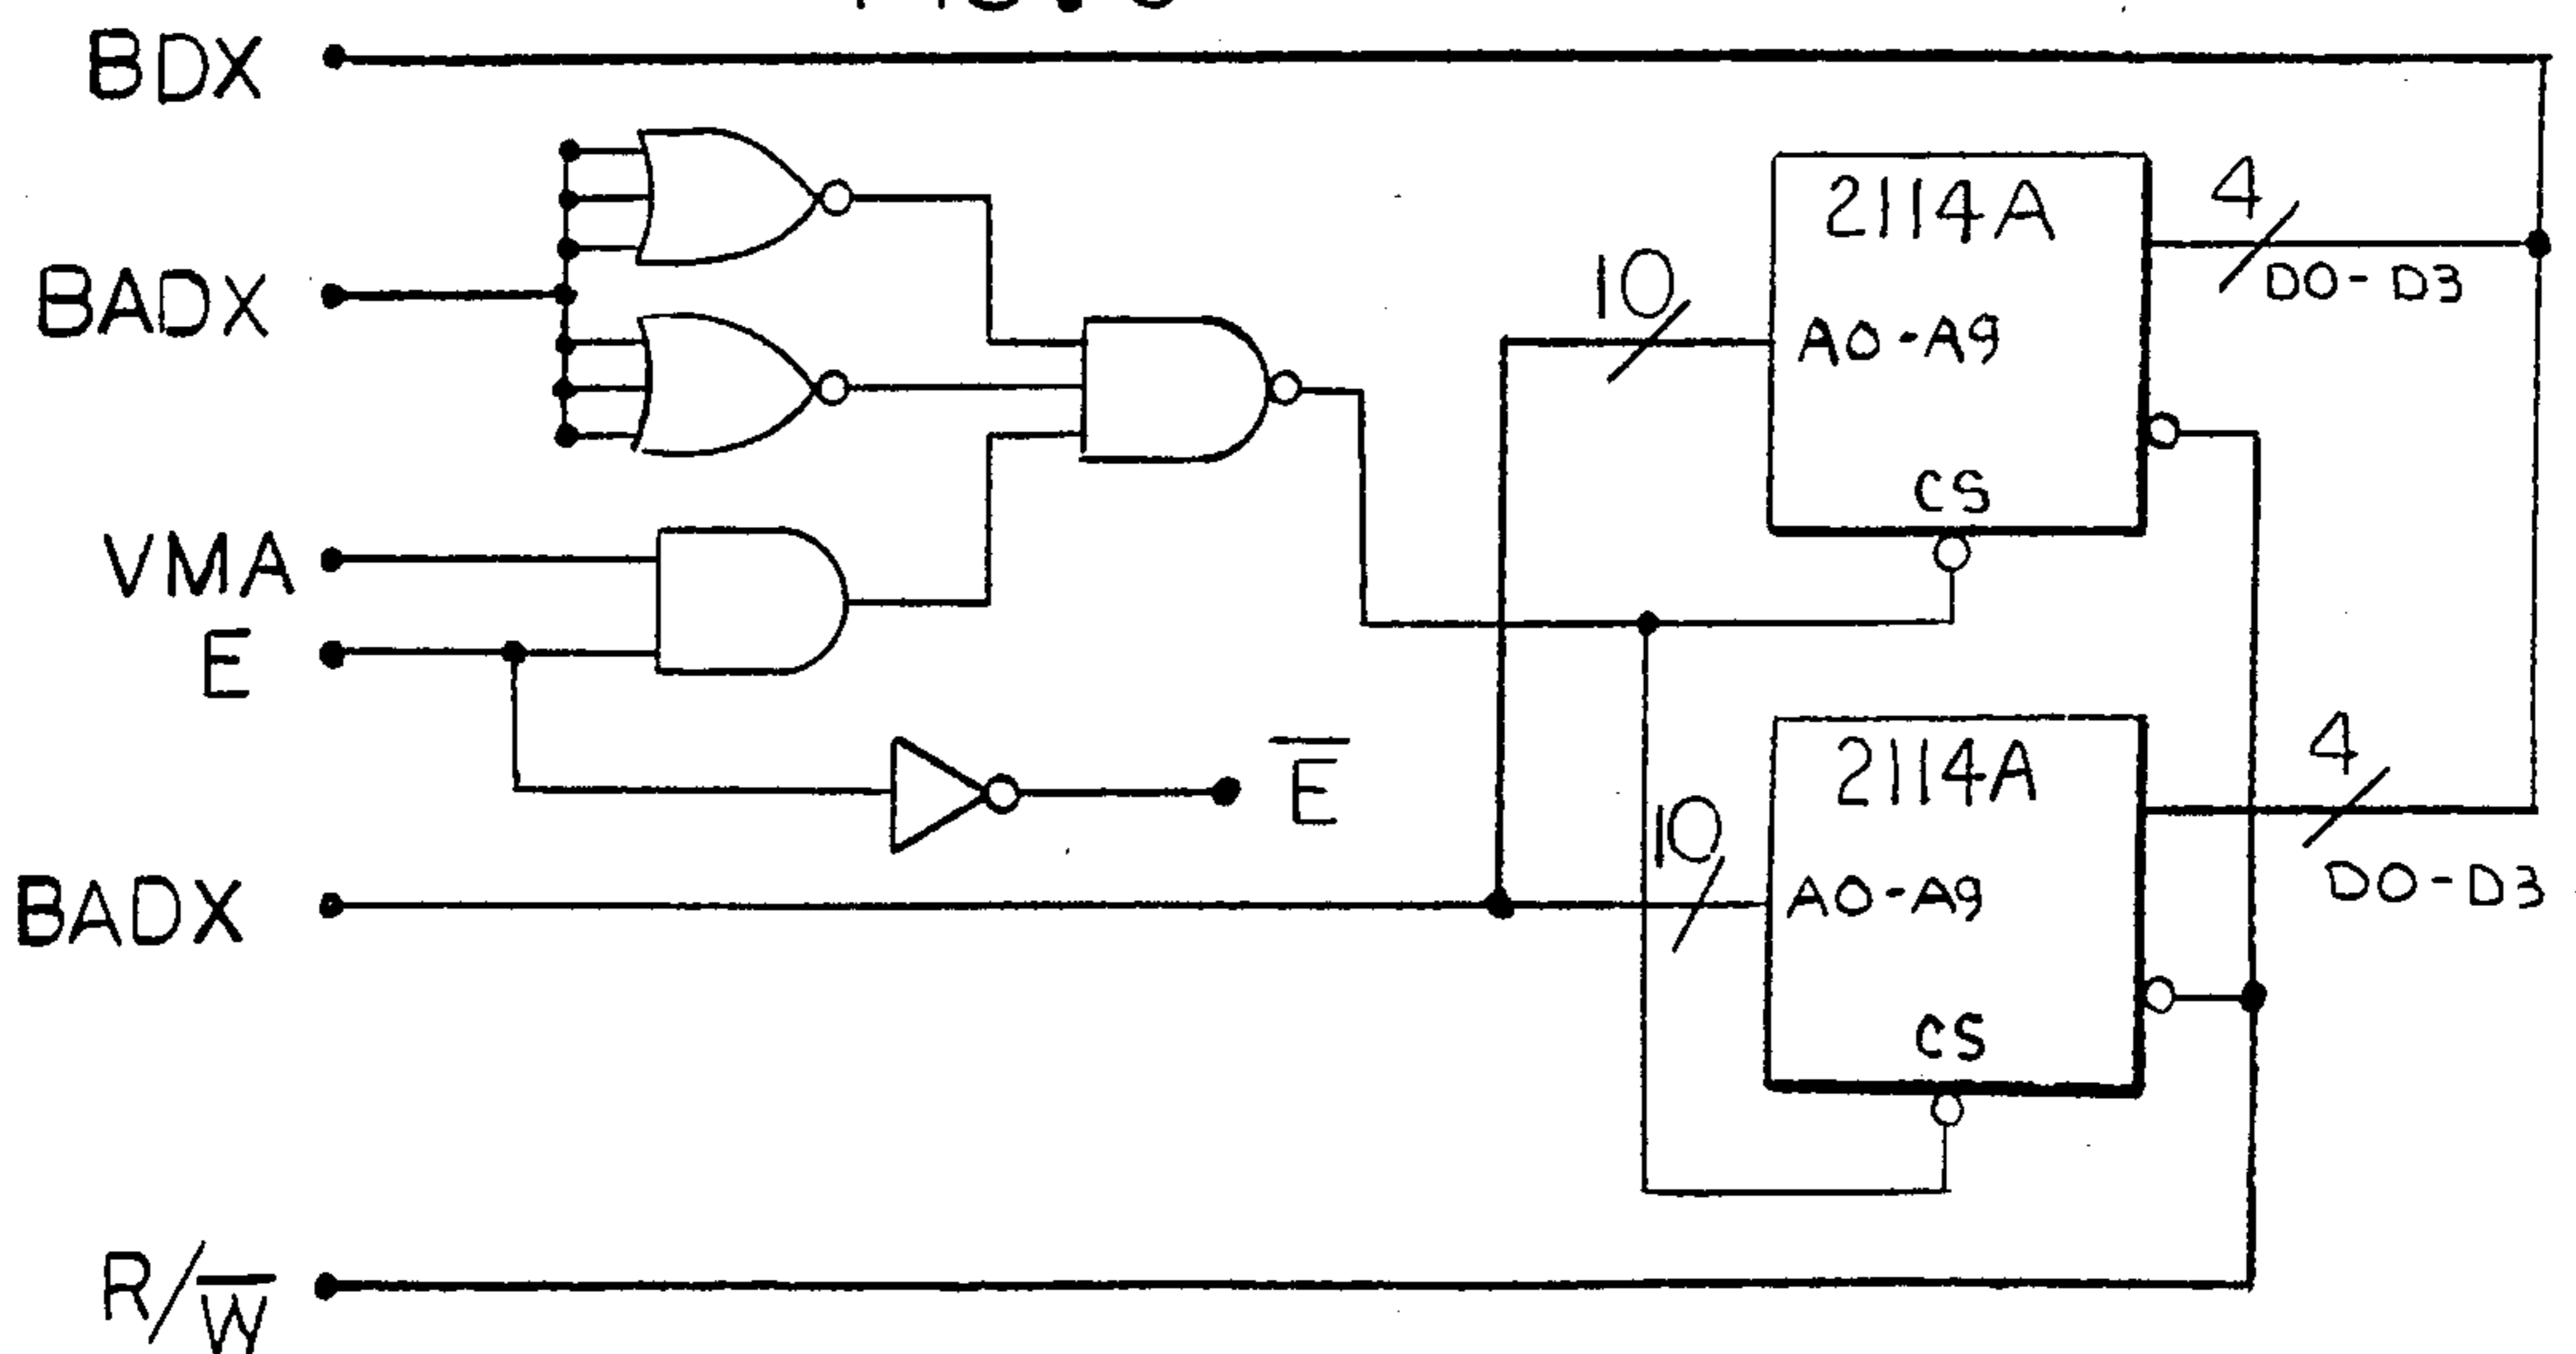 BDX
2114A
4
D0-D3
10
A0-A9
BADX
CS
VMA
E
2114A
4
D0-D3
E̅
10
A0-A9
BADX
CS
R/W̅